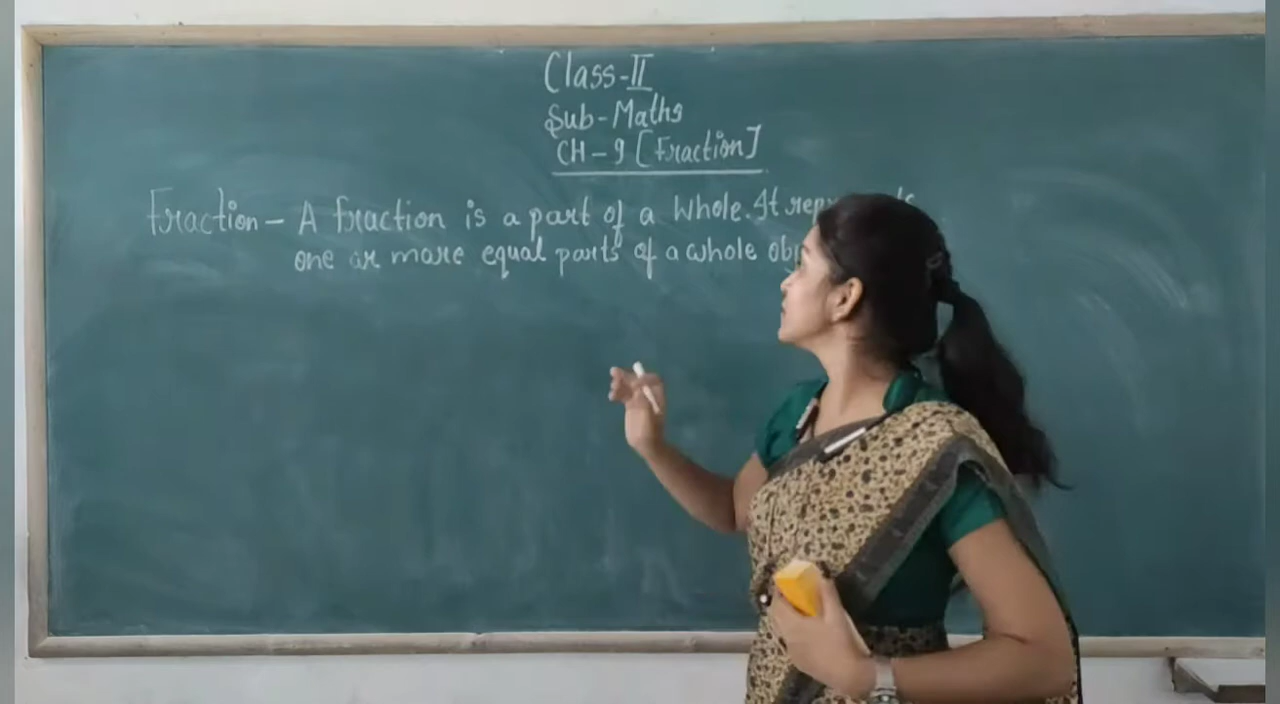 Class-II
Sub-Maths
CH-9 [Fraction]
Fraction - A fraction is a part of a whole. It
one or more equal parts of a whole